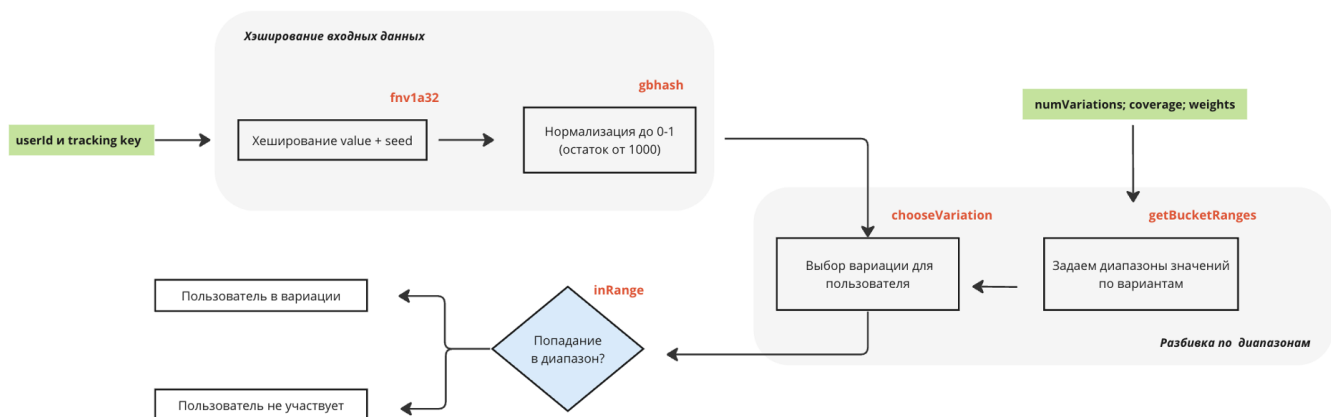 Хэширование входных данных
fnv1a32
gbhash
userId и tracking key
Хеширование value + seed
Нормализация до 0-1
(остаток от 1000)
numVariations; coverage; weights
chooseVariation
getBucketRanges
Выбор вариации для
пользователя
Задаем диапазоны значений
по вариантам
Разбивка по диапазонам
inRange
Попадание
в диапазон?
Пользователь в вариации
Пользователь не участвует